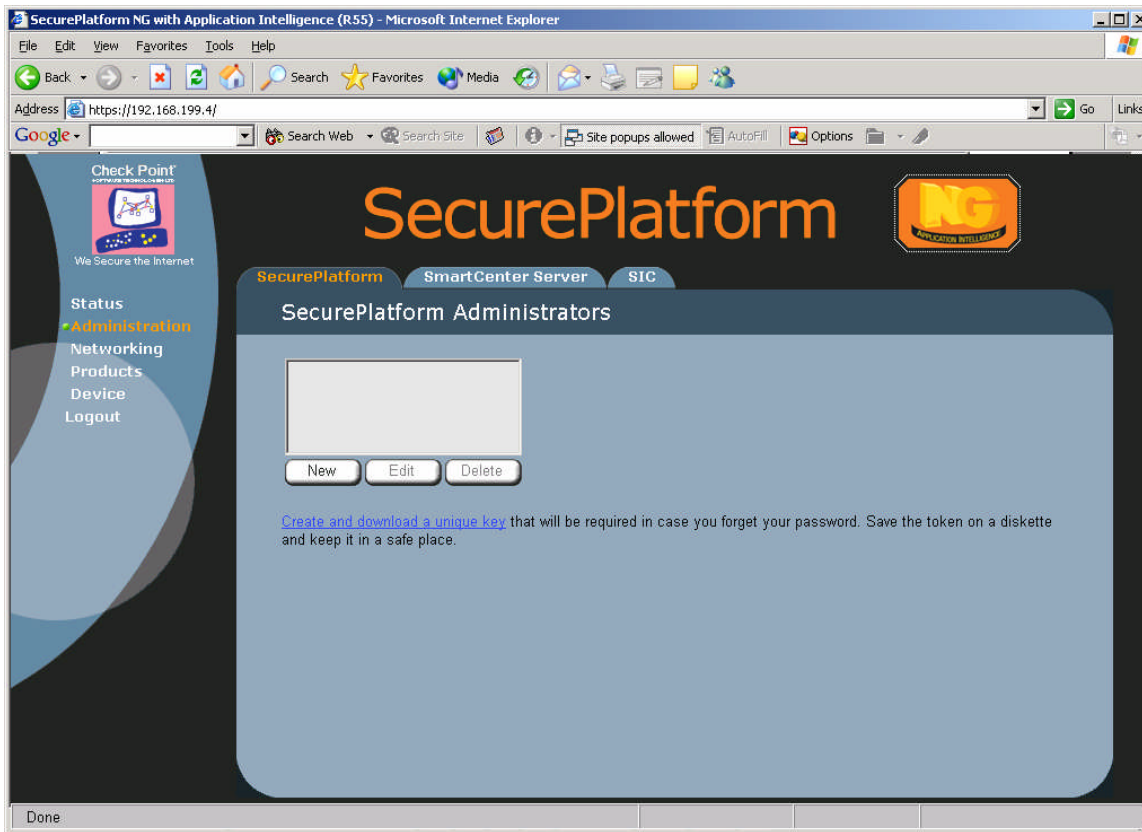 SecurePlatform NG with Application Intelligence (R55) - Microsoft Internet Explorer
File Edit View Favorites Tools Help
Back Search Favorites Media
Address https://192.168.199.4/ Go Links
Google Search Web Search Site Site popups allowed AutoFill Options
Check Point
SOFTWARE TECHNOLOGIES LTD.
We Secure the Internet
SecurePlatform
NG
APPLICATION INTELLIGENCE
SecurePlatform SmartCenter Server SIC
Status
Administration
Networking
Products
Device
Logout
SecurePlatform Administrators
New Edit Delete
Create and download a unique key that will be required in case you forget your password. Save the token on a diskette
and keep it in a safe place.
Done